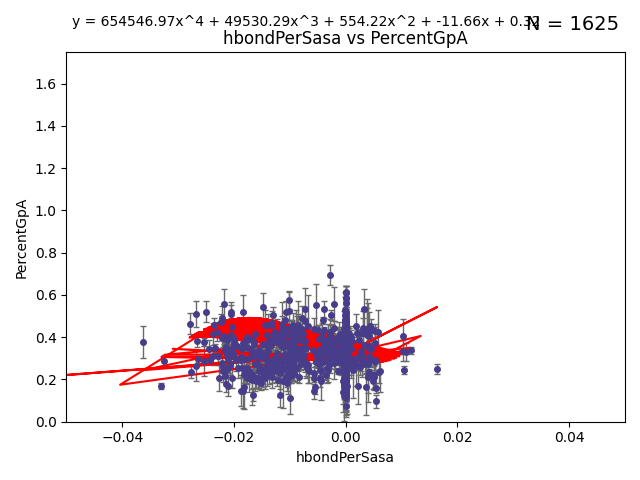 y = 654546.97x^4 + 49530.29x^3 + 554.22x^2 + -11.66x + 0.32
N = 1625
hbondPerSasa vs PercentGpA
1.6
1.4
1.2
1.0
0.8
0.6
0.4
0.2
0.0
PercentGpA
−0.04 −0.02 0.00 0.02 0.04
hbondPerSasa